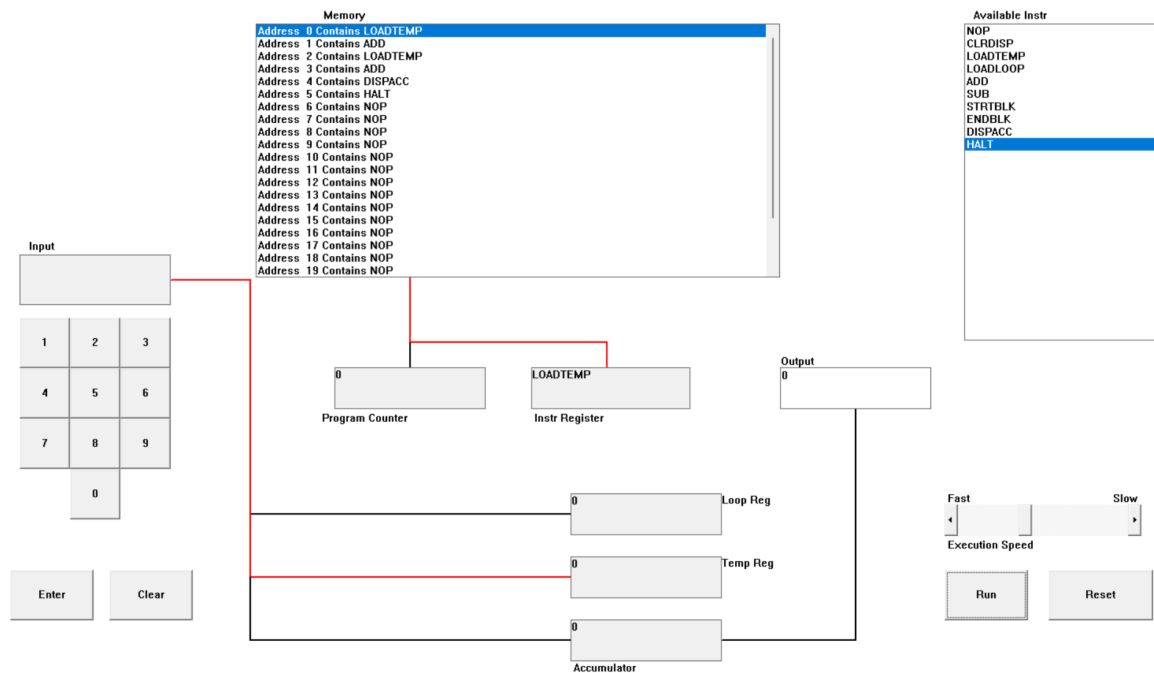 Memory
Address 0 Contains LOADTEMP
Address 1 Contains ADD
Address 2 Contains LOADTEMP
Address 3 Contains ADD
Address 4 Contains DISPACC
Address 5 Contains HALT
Address 6 Contains NOP
Address 7 Contains NOP
Address 8 Contains NOP
Address 9 Contains NOP
Address 10 Contains NOP
Address 11 Contains NOP
Address 12 Contains NOP
Address 13 Contains NOP
Address 14 Contains NOP
Address 15 Contains NOP
Address 16 Contains NOP
Address 17 Contains NOP
Address 18 Contains NOP
Address 19 Contains NOP
Available Instr
NOP
CLRDISP
LOADTEMP
LOADLOOP
ADD
SUB
STRTBLK
ENDBLK
DISPACC
HALT
Input
1 2 3
4 5 6
7 8 9
0
Enter Clear
0
Program Counter
LOADTEMP
Instr Register
Output
0
0 Loop Reg
0 Temp Reg
0
Accumulator
Fast Slow
Execution Speed
Run Reset